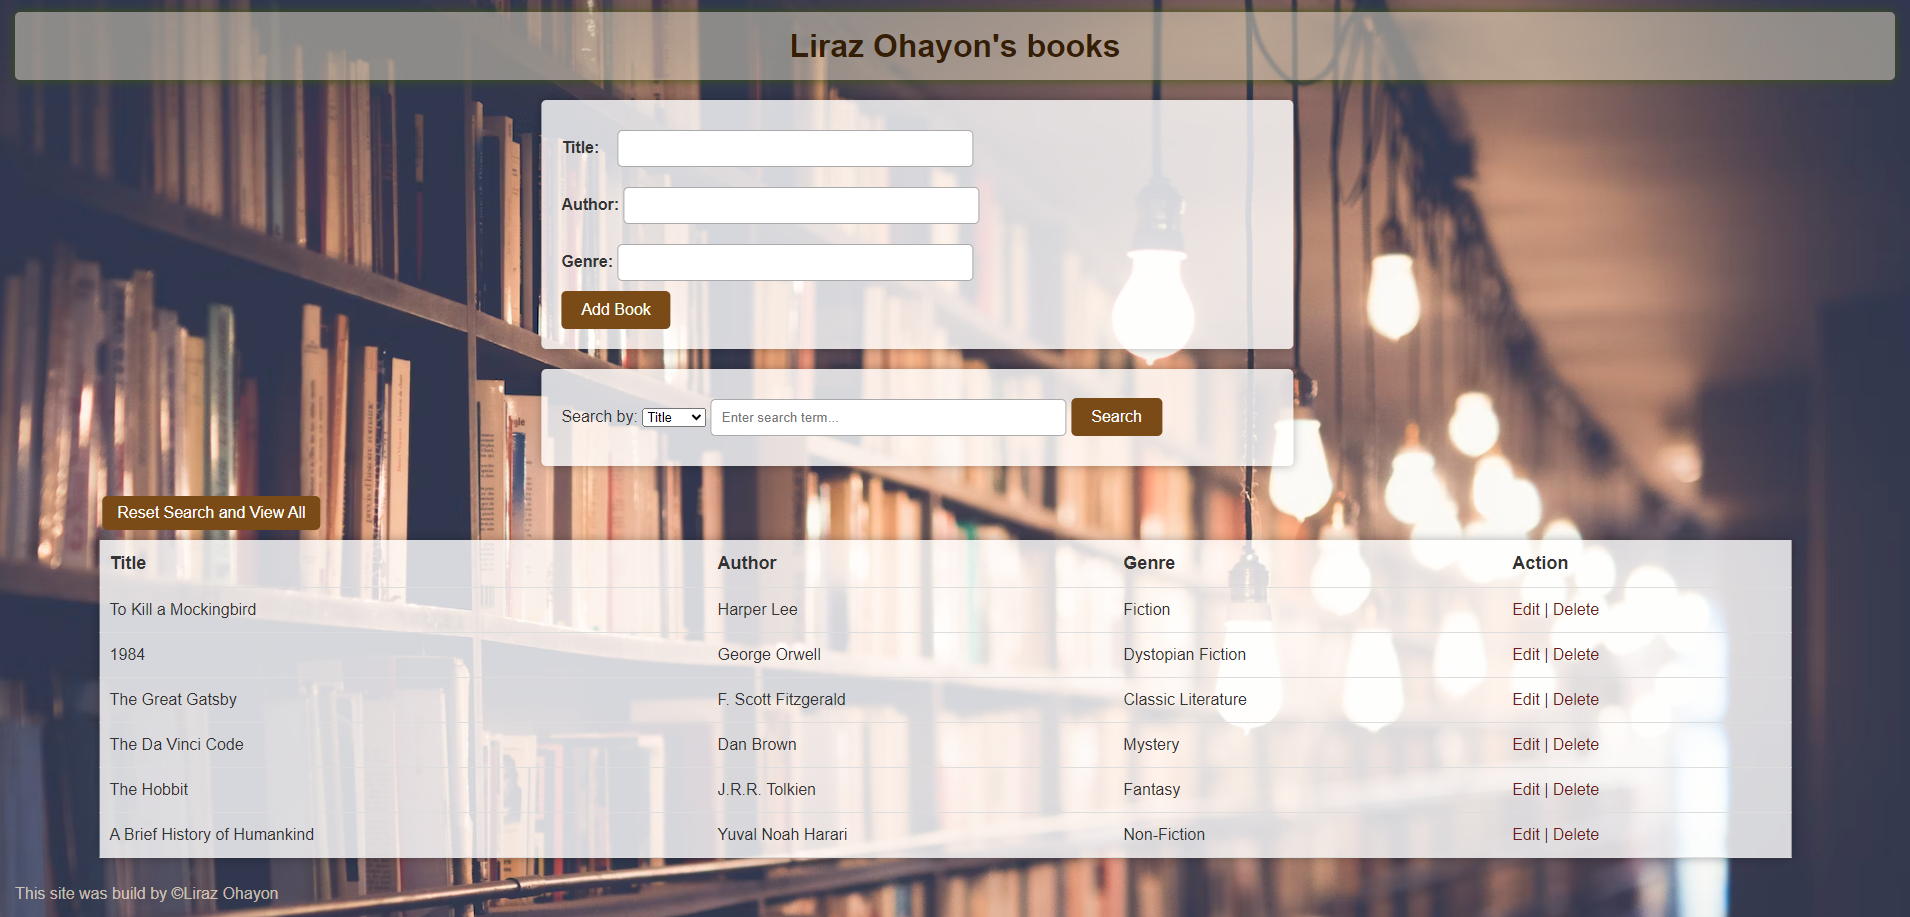 Liraz Ohayon's books
Title:
Author:
Genre:
Add Book
Search by: Title Enter search term... Search
Reset Search and View All
Title Author Genre Action
To Kill a Mockingbird Harper Lee Fiction Edit | Delete
1984 George Orwell Dystopian Fiction Edit | Delete
The Great Gatsby F. Scott Fitzgerald Classic Literature Edit | Delete
The Da Vinci Code Dan Brown Mystery Edit | Delete
The Hobbit J.R.R. Tolkien Fantasy Edit | Delete
A Brief History of Humankind Yuval Noah Harari Non-Fiction Edit | Delete
This site was build by ©Liraz Ohayon